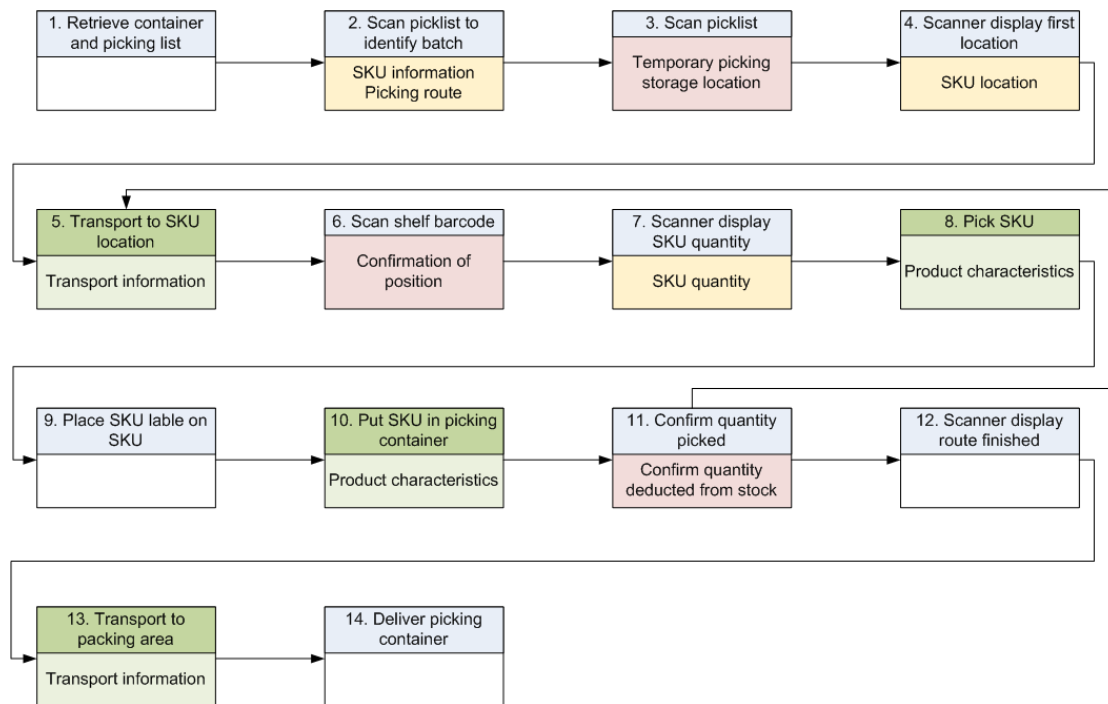 1. Retrieve container
and picking list
2. Scan picklist to
identify batch
SKU information
Picking route
3. Scan picklist
Temporary picking
storage location
4. Scanner display first
location
SKU location
5. Transport to SKU
location
Transport information
6. Scan shelf barcode
Confirmation of
position
7. Scanner display
SKU quantity
SKU quantity
8. Pick SKU
Product characteristics
9. Place SKU lable on
SKU
10. Put SKU in picking
container
Product characteristics
11. Confirm quantity
picked
Confirm quantity
deducted from stock
12. Scanner display
route finished
13. Transport to
packing area
Transport information
14. Deliver picking
container